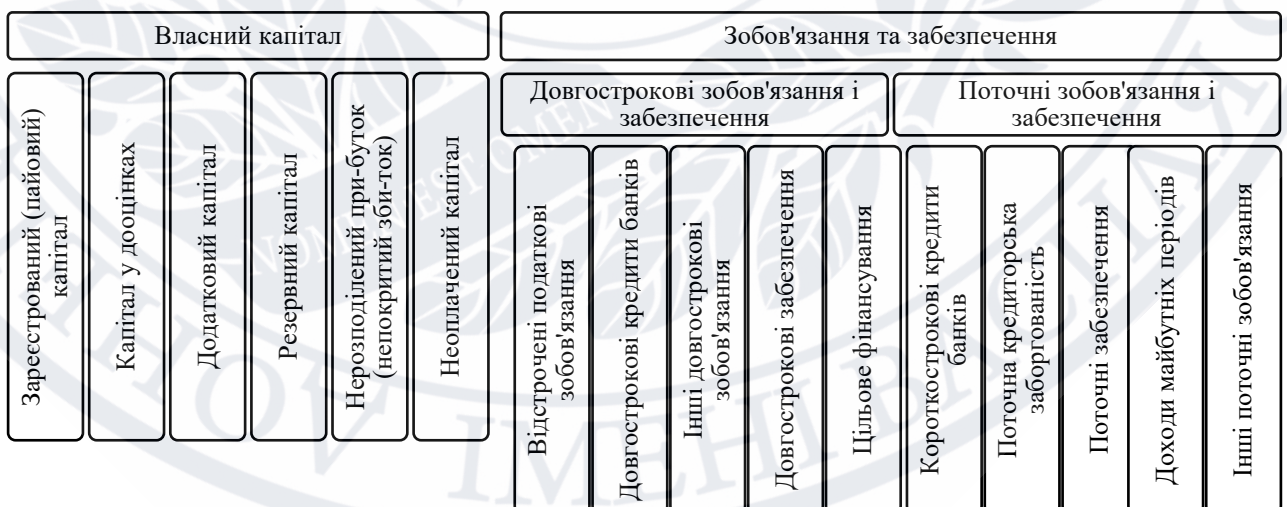 Власний капітал
Зобов'язання та забезпечення
Зареєстрований (пайовий)
капітал
Капітал у дооцінках
Додатковий капітал
Резервний капітал
Нерозподілений при-буток
(непокритий зби-ток)
Неоплачений капітал
Довгострокові зобов'язання і
забезпечення
Поточні зобов'язання і
забезпечення
Відстрочені податкові
зобов'язання
Довгострокові кредити банків
Інші довгострокові
зобов'язання
Довгострокові забезпечення
Цільове фінансування
Короткострокові кредити
банків
Поточна кредиторська
заборгованість
Поточні забезпечення
Доходи майбутніх періодів
Інші поточні зобов'язання